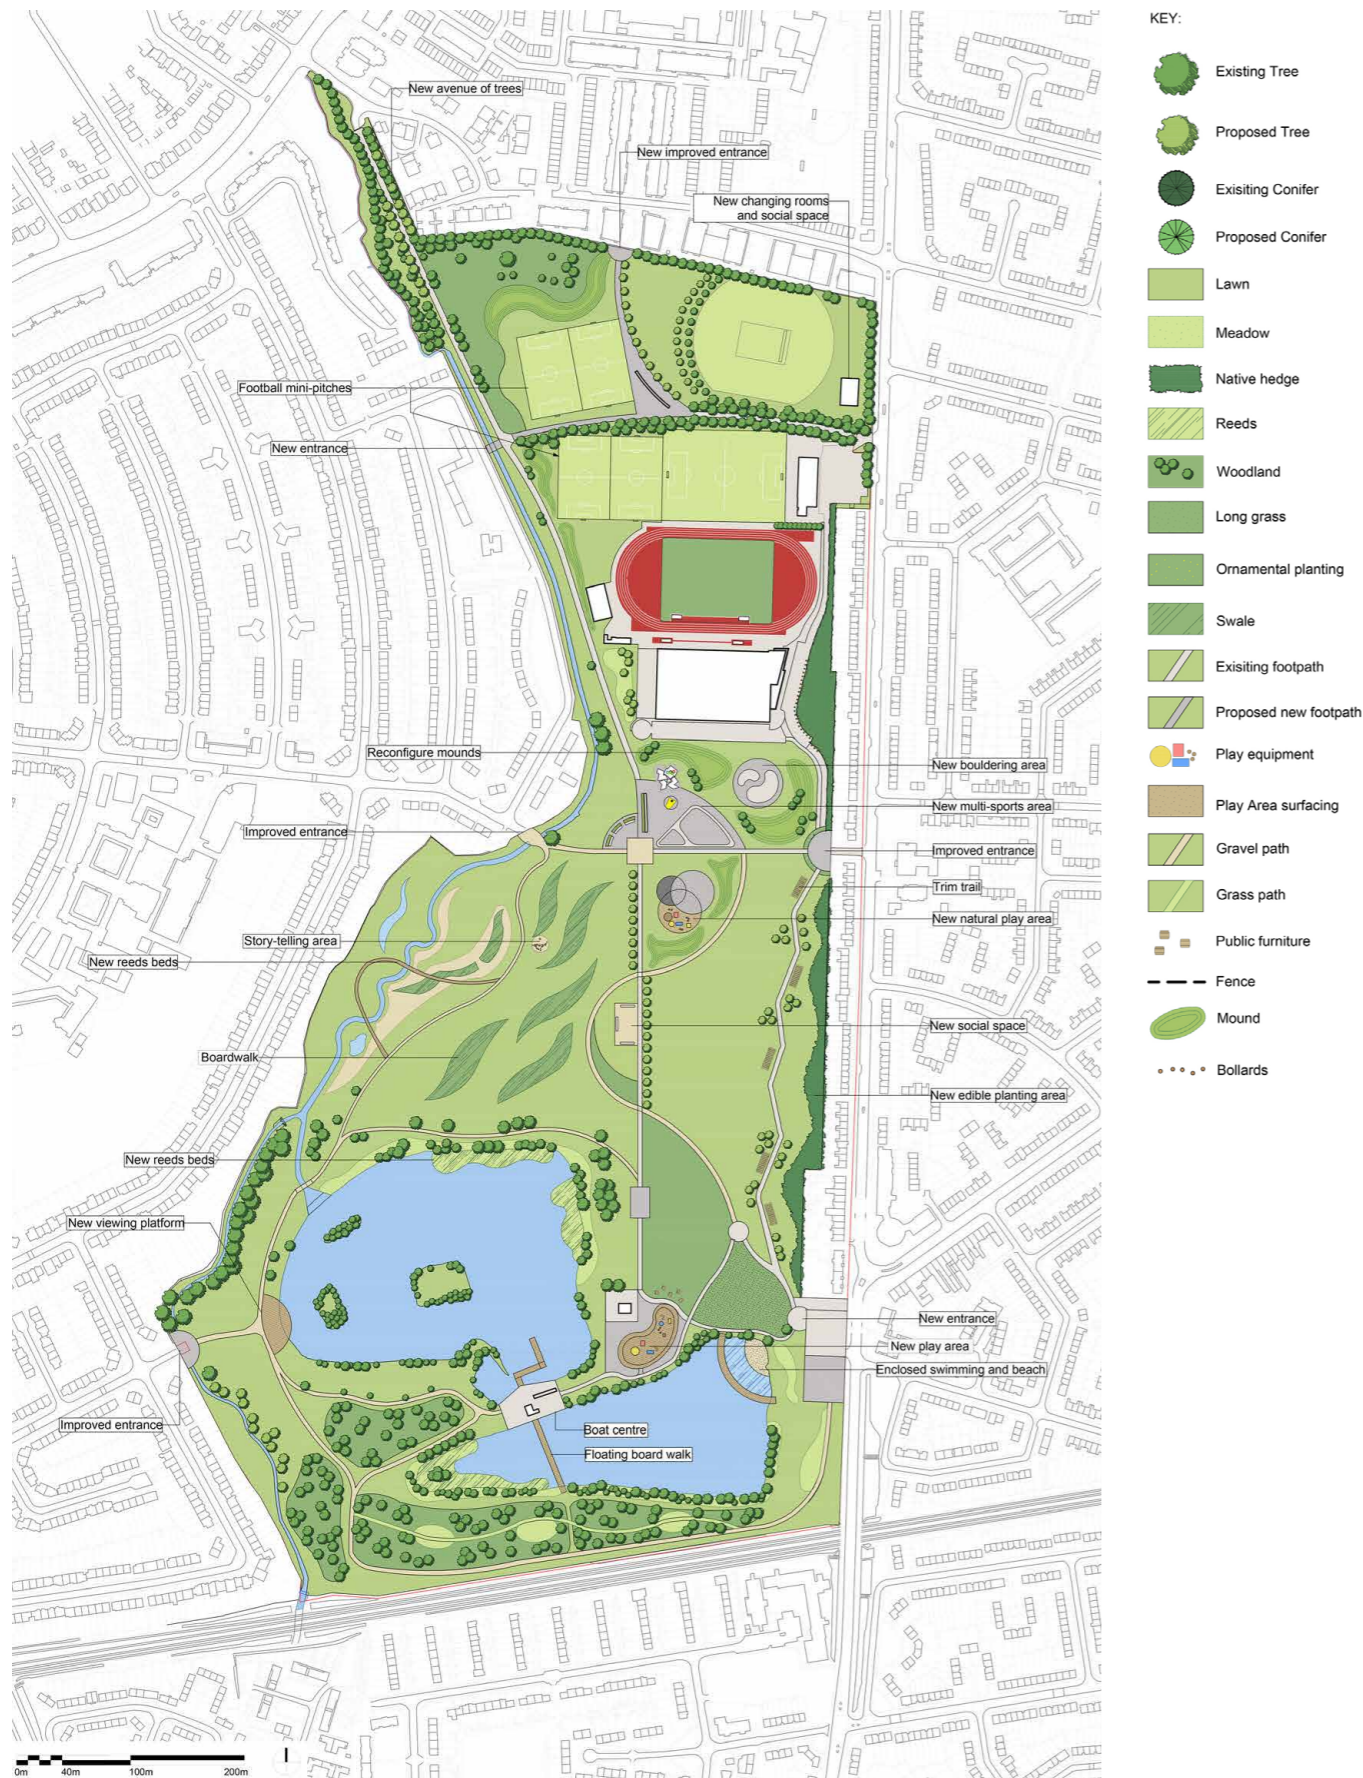 KEY:
Existing Tree
Proposed Tree
Exisiting Conifer
Proposed Conifer
Lawn
Meadow
Native hedge
Reeds
Woodland
Long grass
Ornamental planting
Swale
Exisiting footpath
Proposed new footpath
Play equipment
Play Area surfacing
Gravel path
Grass path
Public furniture
Fence
Mound
Bollards
New avenue of trees
New improved entrance
New changing rooms
and social space
Football mini-pitches
New entrance
Reconfigure mounds
New bouldering area
New multi-sports area
Improved entrance
Improved entrance
Trim trail
New natural play area
Story-telling area
New reeds beds
New social space
Boardwalk
New edible planting area
New reeds beds
New viewing platform
New entrance
New play area
Enclosed swimming and beach
Improved entrance
Boat centre
Floating board walk
0m
40m
100m
200m